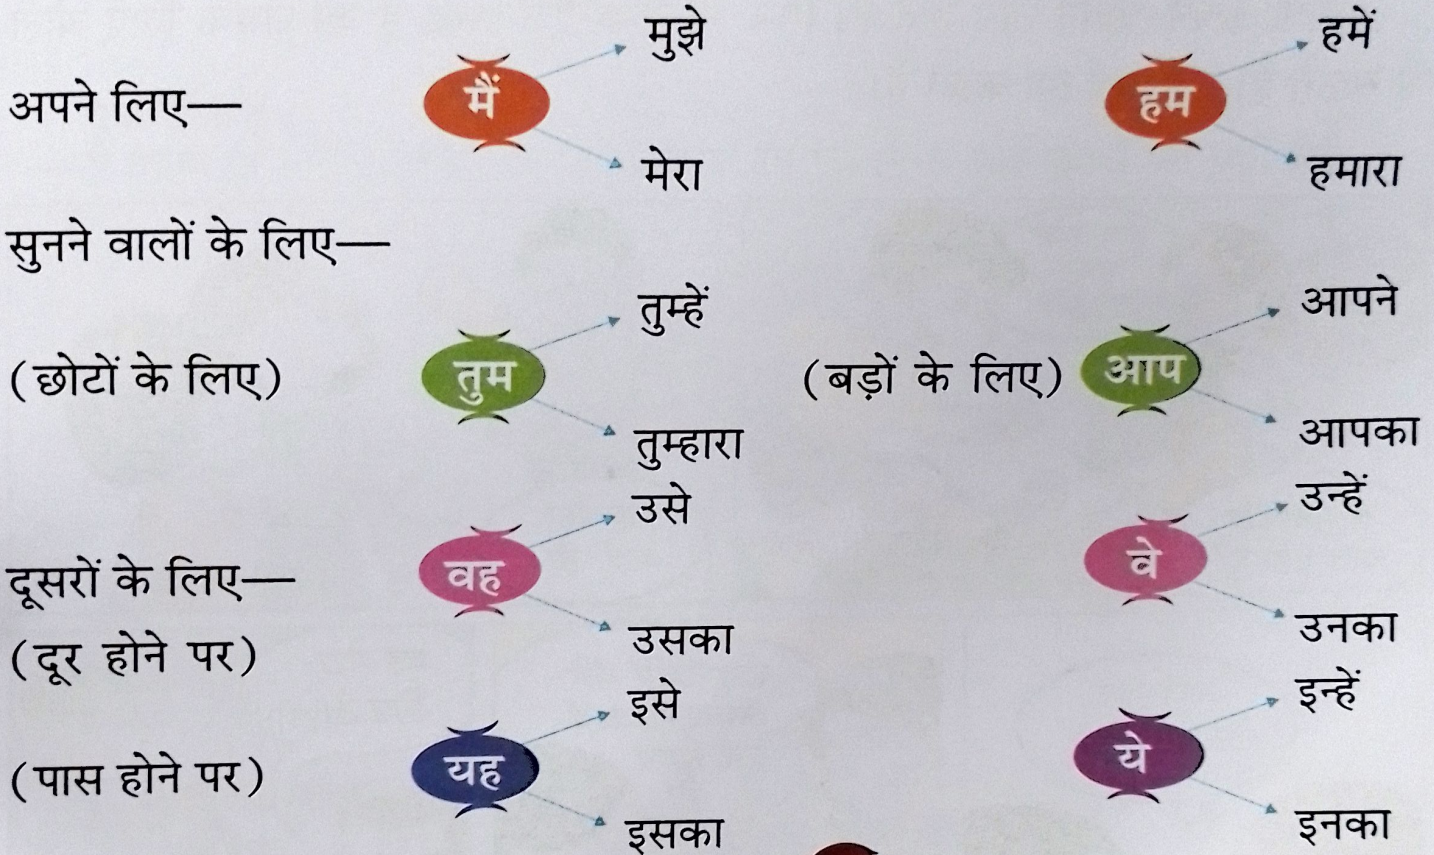 मुझे हमें
अपने लिए— मैं हम
मेरा हमारा
सुनने वालों के लिए—
तुम्हें आपने
(छोटों के लिए) तुम (बड़ों के लिए) आप
तुम्हारा आपका
उसे उन्हें
दूसरों के लिए— वह वे
उसका उनका
(दूर होने पर)
इसे इन्हें
(पास होने पर) यह ये
इसका इनका